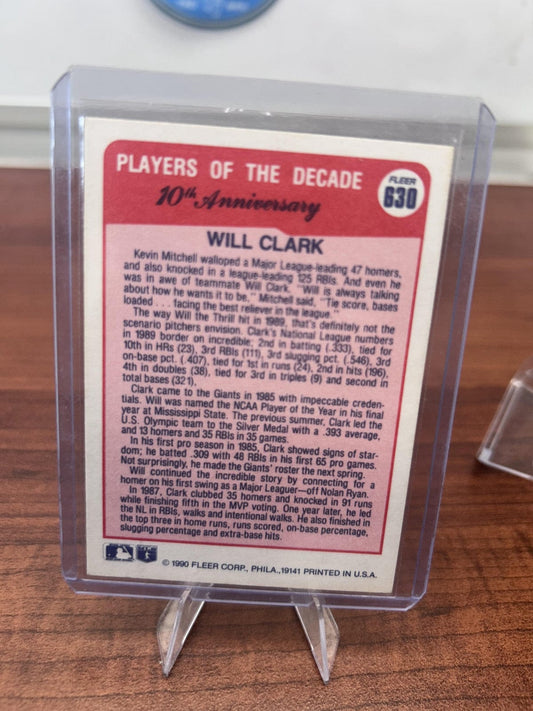 PLAYERS OF THE DECADE
10th Anniversary
FLEER
630
WILL CLARK
Kevin Mitchell walloped a Major League-leading 47 homers,
and also knocked in a league-leading 125 RBIs. And even he
was in awe of teammate Will Clark. "Will is always talking
about how he wants it to be," Mitchell said, "Tie score, bases
loaded . . . facing the best reliever in the league."
The way Will the Thrill hit in 1989, that's definitely not the
scenario pitchers envision. Clark's National League numbers
in 1989 border on incredible: 2nd in batting (.333), tied for
10th in HRs (23), 3rd RBIs (111), 3rd slugging pct. (.546), 3rd
on-base pct. (.407), tied for 1st in runs (24), 2nd in hits (196),
4th in doubles (38), tied for 3rd in triples (9) and second in
total bases (321).
Clark came to the Giants in 1985 with impeccable creden-
tials. Will was named the NCAA Player of the Year in his final
year at Mississippi State. The previous summer, Clark led the
U.S. Olympic team to the Silver Medal with a .393 average,
and 13 homers and 35 RBIs in 35 games.
In his first pro season in 1985, Clark showed signs of star-
dom; he batted .309 with 48 RBIs in his first 65 pro games.
Not surprisingly, he made the Giants' roster the next spring.
Will continued the incredible story by connecting for a
homer on his first swing as a Major Leaguer—off Nolan Ryan.
In 1987, Clark clubbed 35 homers and knocked in 91 runs
while finishing fifth in the MVP voting. One year later, he led
the NL in RBIs, walks and intentional walks. He also finished in
the top three in home runs, runs scored, on-base percentage,
slugging percentage and extra-base hits.
© 1990 FLEER CORP., PHILA., 19141 PRINTED IN U.S.A.